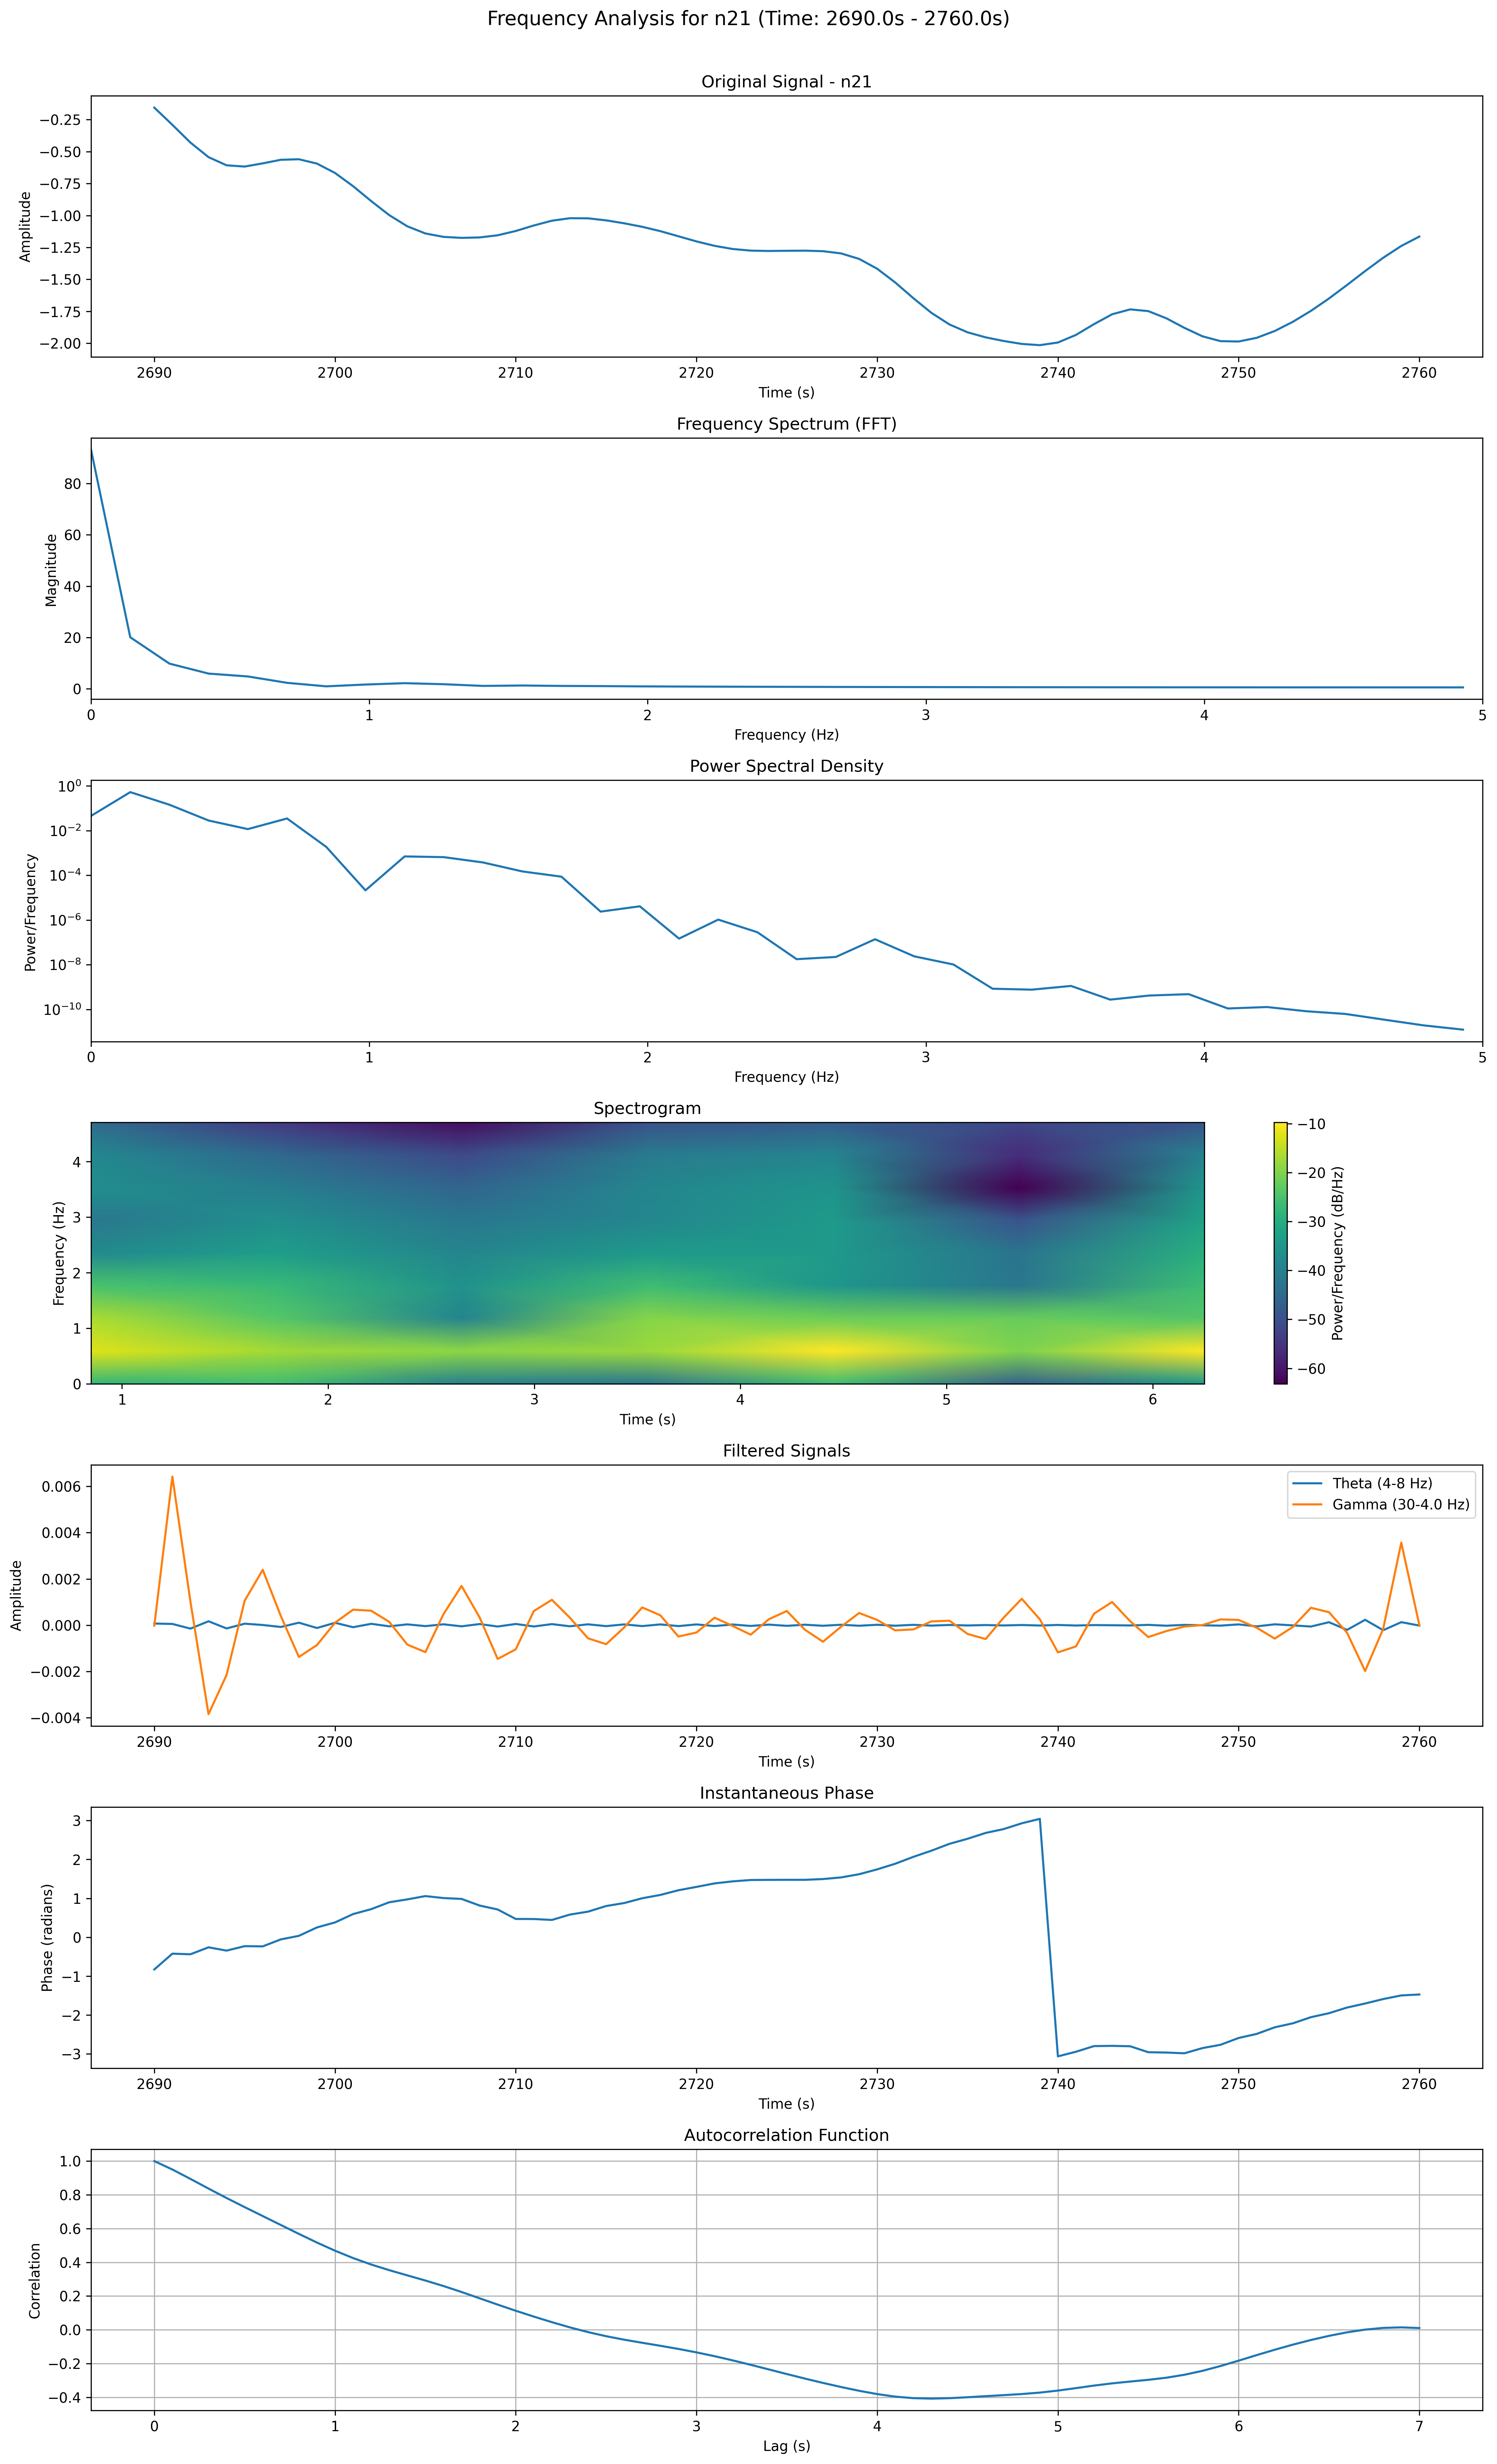 Frequency Analysis for n21 (Time: 2690.0s - 2760.0s)
Original Signal - n21
Amplitude
−0.25
−0.50
−0.75
−1.00
−1.25
−1.50
−1.75
−2.00
2690 2700 2710 2720 2730 2740 2750 2760
Time (s)
Frequency Spectrum (FFT)
Magnitude
80
60
40
20
0
0 1 2 3 4 5
Frequency (Hz)
Power Spectral Density
Power/Frequency
10⁰
10⁻²
10⁻⁴
10⁻⁶
10⁻⁸
10⁻¹⁰
0 1 2 3 4 5
Frequency (Hz)
Spectrogram
Frequency (Hz)
4
3
2
1
0
1 2 3 4 5 6
Time (s)
−10
−20
−30
−40
−50
−60
Power/Frequency (dB/Hz)
Filtered Signals
Theta (4-8 Hz)
Gamma (30-4.0 Hz)
Amplitude
0.006
0.004
0.002
0.000
−0.002
−0.004
2690 2700 2710 2720 2730 2740 2750 2760
Time (s)
Instantaneous Phase
Phase (radians)
3
2
1
0
−1
−2
−3
2690 2700 2710 2720 2730 2740 2750 2760
Time (s)
Autocorrelation Function
Correlation
1.0
0.8
0.6
0.4
0.2
0.0
−0.2
−0.4
0 1 2 3 4 5 6 7
Lag (s)